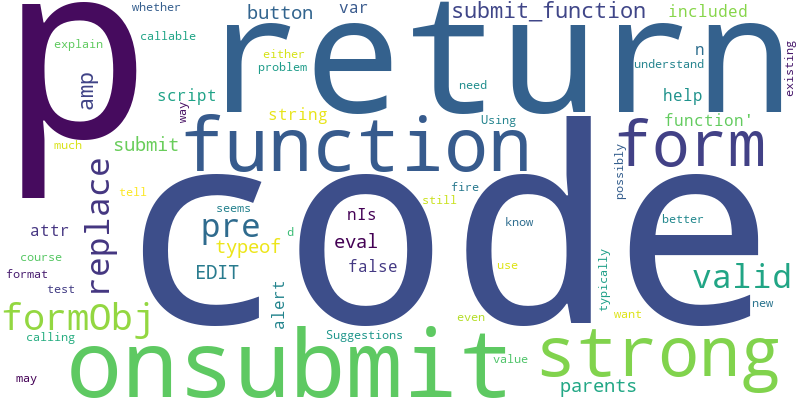 p
return
code
function
onsubmit
form
strong
whether
button
var
submit_function
included
explain
callable
either
problem
n
understand
existing
amp
script
way
string
need
help
Using
function'
much
submit
possibly
replace
tell
seems
fire
still
pre
nIs
know
better
attr
d
typeof
eval
course
EDIT
false
use
typically
valid
format
test
alert
new
formObj
even
want
calling
Suggestions
value
may
parents